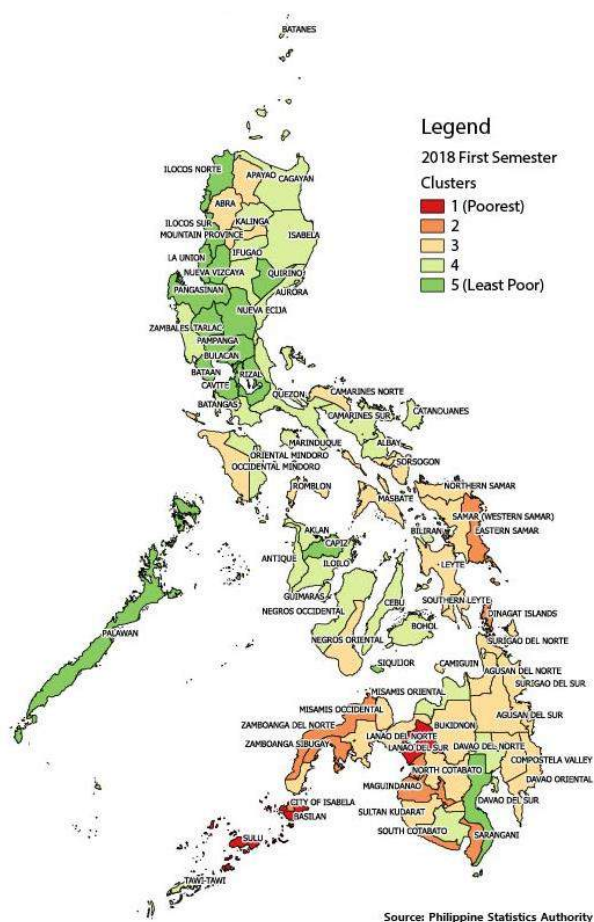 BATANES
Legend
2018 First Semester
Clusters
1 (Poorest)
2
3
4
5 (Least Poor)
ILOCOS NORTE
APAYAO
CAGAYAN
ABRA
ILOCOS SUR
KALINGA
MOUNTAIN PROVINCE
ISABELA
IFUGAO
LA UNION
NUEVA VIZCAYA
QUIRINO
PANGASINAN
AURORA
NUEVA ECIJA
ZAMBALES
TARLAC
PAMPANGA
BULACAN
BATAAN
RIZAL
CAVITE
BATANGAS
QUEZON
CAMARINES NORTE
CAMARINES SUR
CATANDUANES
MARINDUQUE
ALBAY
ORIENTAL MINDORO
OCCIDENTAL MINDORO
SORSOGON
ROMBLON
MASBATE
NORTHERN SAMAR
SAMAR (WESTERN SAMAR)
EASTERN SAMAR
AKLAN
BILIRAN
CAPIZ
ANTIQUE
ILOILO
LEYTE
GUIMARAS
CEBU
SOUTHERN LEYTE
NEGROS OCCIDENTAL
DINAGAT ISLANDS
BOHOL
PALAWAN
NEGROS ORIENTAL
SURIGAO DEL NORTE
SIQUIJOR
CAMIGUIN
AGUSAN DEL NORTE
SURIGAO DEL SUR
MISAMIS ORIENTAL
MISAMIS OCCIDENTAL
AGUSAN DEL SUR
ZAMBOANGA DEL NORTE
BUKIDNON
LANAO DEL NORTE
ZAMBOANGA SIBUGAY
LANAO DEL SUR
DAVAO DEL NORTE
COMPOSTELA VALLEY
NORTH COTABATO
DAVAO ORIENTAL
MAGUINDANAO
CITY OF ISABELA
DAVAO DEL SUR
BASILAN
SULTAN KUDARAT
SOUTH COTABATO
SARANGANI
SULU
TAWI-TAWI
Source: Philippine Statistics Authority